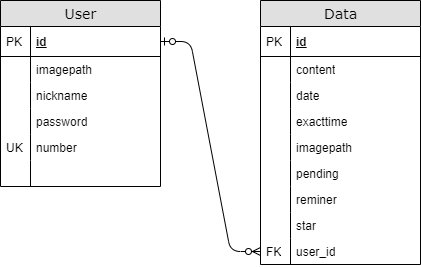 User
PK id
imagepath
nickname
password
UK number
Data
PK id
content
date
exacttime
imagepath
pending
reminer
star
FK user_id